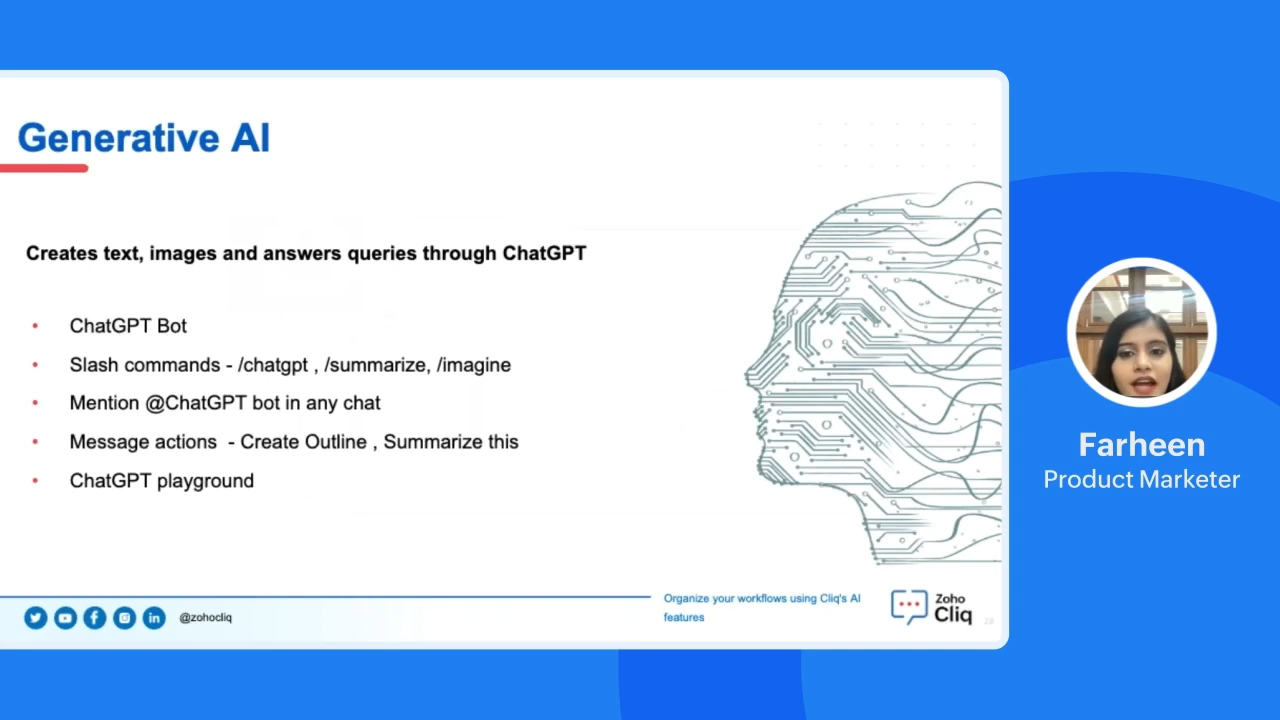 Generative AI
Creates text, images and answers queries through ChatGPT
• ChatGPT Bot
• Slash commands - /chatgpt , /summarize, /imagine
• Mention @ChatGPT bot in any chat
• Message actions - Create Outline , Summarize this
• ChatGPT playground
@zohocliq
Organize your workflows using Cliq's AI
features
Zoho
Cliq
28
Farheen
Product Marketer